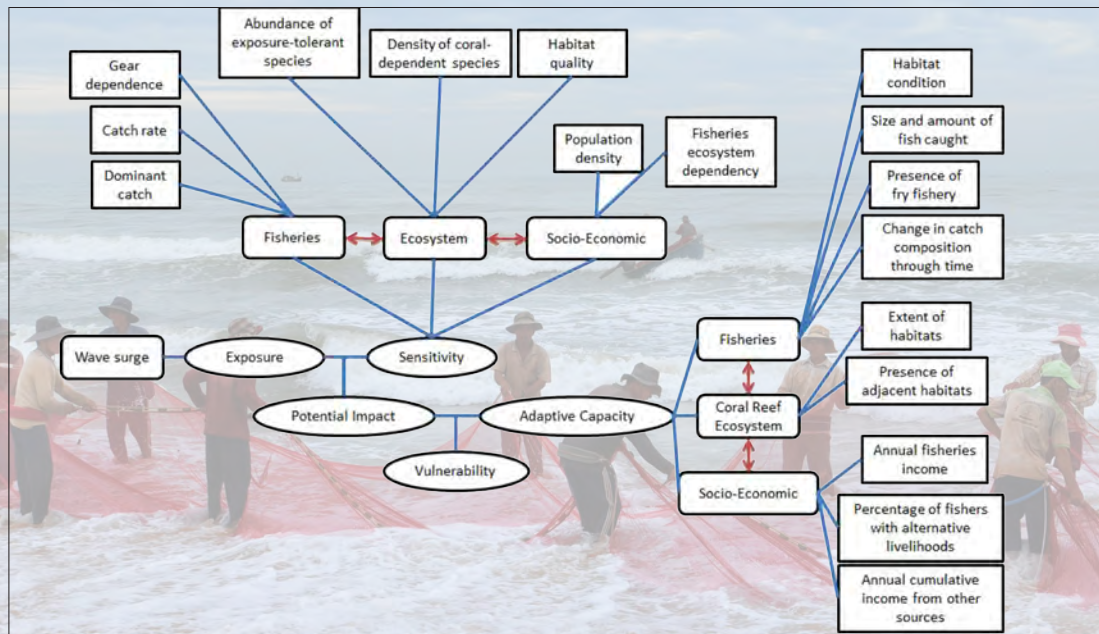 Abundance of
exposure-tolerant
species
Density of coral-
dependent species
Habitat
quality
Gear
dependence
Catch rate
Dominant
catch
Population
density
Fisheries
ecosystem
dependency
Habitat
condition
Size and amount of
fish caught
Presence of
fry fishery
Change in catch
composition
through time
Fisheries
Ecosystem
Socio-Economic
Extent of
habitats
Presence of
adjacent habitats
Wave surge
Exposure
Sensitivity
Fisheries
Potential Impact
Adaptive Capacity
Coral Reef
Ecosystem
Vulnerability
Socio-Economic
Annual fisheries
income
Percentage of fishers
with alternative
livelihoods
Annual cumulative
income from other
sources